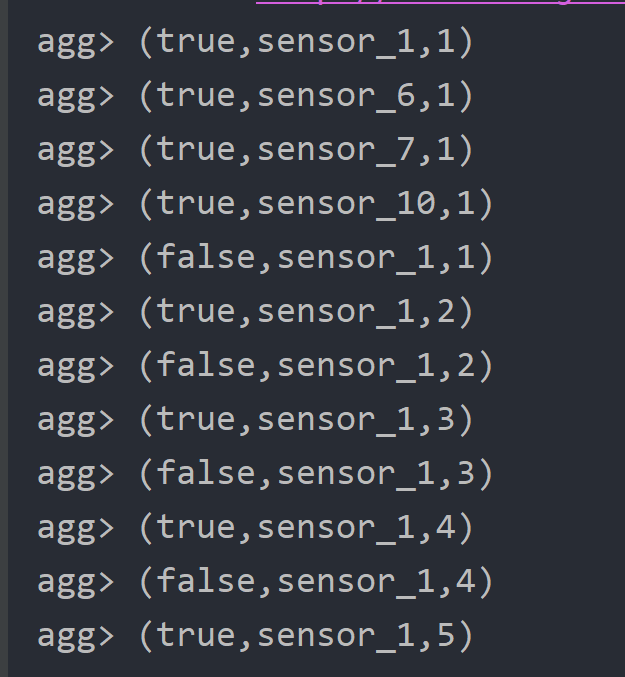 agg> (true,sensor_1,1)
agg> (true,sensor_6,1)
agg> (true,sensor_7,1)
agg> (true,sensor_10,1)
agg> (false,sensor_1,1)
agg> (true,sensor_1,2)
agg> (false,sensor_1,2)
agg> (true,sensor_1,3)
agg> (false,sensor_1,3)
agg> (true,sensor_1,4)
agg> (false,sensor_1,4)
agg> (true,sensor_1,5)